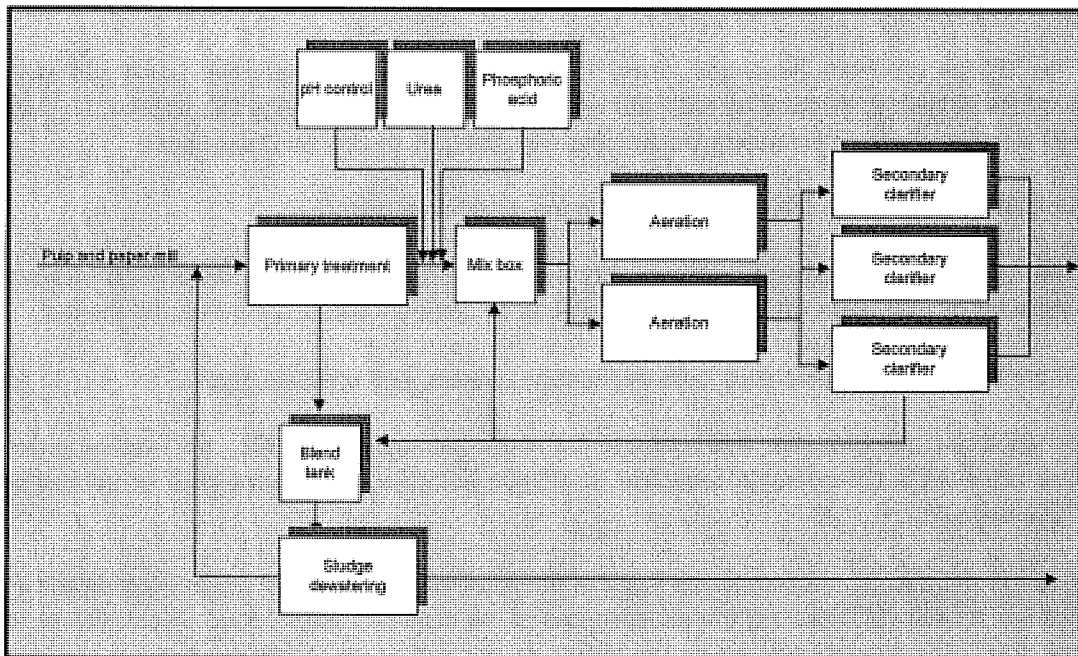 pH control
Urea
Phosphoric
acid
Pulp and paper mill
Primary treatment
Mix box
Aeration
Aeration
Secondary
clarifier
Secondary
clarifier
Secondary
clarifier
Blend
tank
Sludge
dewatering